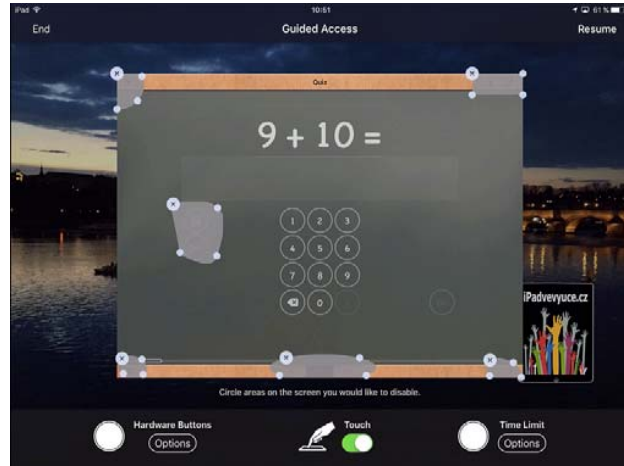 iPad
10:51
61 %
End
Guided Access
Resume
Quiz
9 + 10 =
1 2 3
4 5 6
7 8 9
0
iPadvevyuce.cz
Circle areas on the screen you would like to disable.
Hardware Buttons
Options
Touch
Time Limit
Options